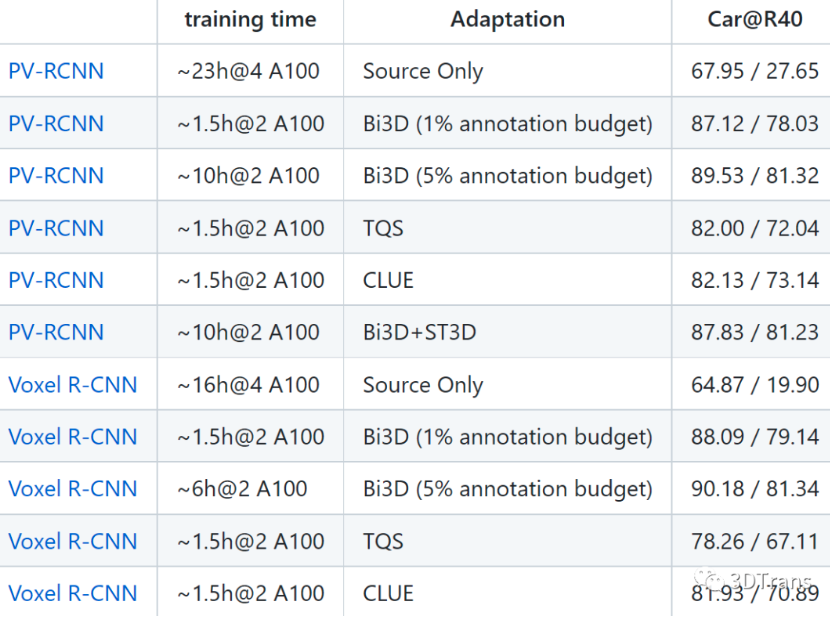 training time Adaptation Car@R40
PV-RCNN ~23h@4 A100 Source Only 67.95 / 27.65
PV-RCNN ~1.5h@2 A100 Bi3D (1% annotation budget) 87.12 / 78.03
PV-RCNN ~10h@2 A100 Bi3D (5% annotation budget) 89.53 / 81.32
PV-RCNN ~1.5h@2 A100 TQS 82.00 / 72.04
PV-RCNN ~1.5h@2 A100 CLUE 82.13 / 73.14
PV-RCNN ~10h@2 A100 Bi3D+ST3D 87.83 / 81.23
Voxel R-CNN ~16h@4 A100 Source Only 64.87 / 19.90
Voxel R-CNN ~1.5h@2 A100 Bi3D (1% annotation budget) 88.09 / 79.14
Voxel R-CNN ~6h@2 A100 Bi3D (5% annotation budget) 90.18 / 81.34
Voxel R-CNN ~1.5h@2 A100 TQS 78.26 / 67.11
Voxel R-CNN ~1.5h@2 A100 CLUE 81.93 / 70.89
3DTrans